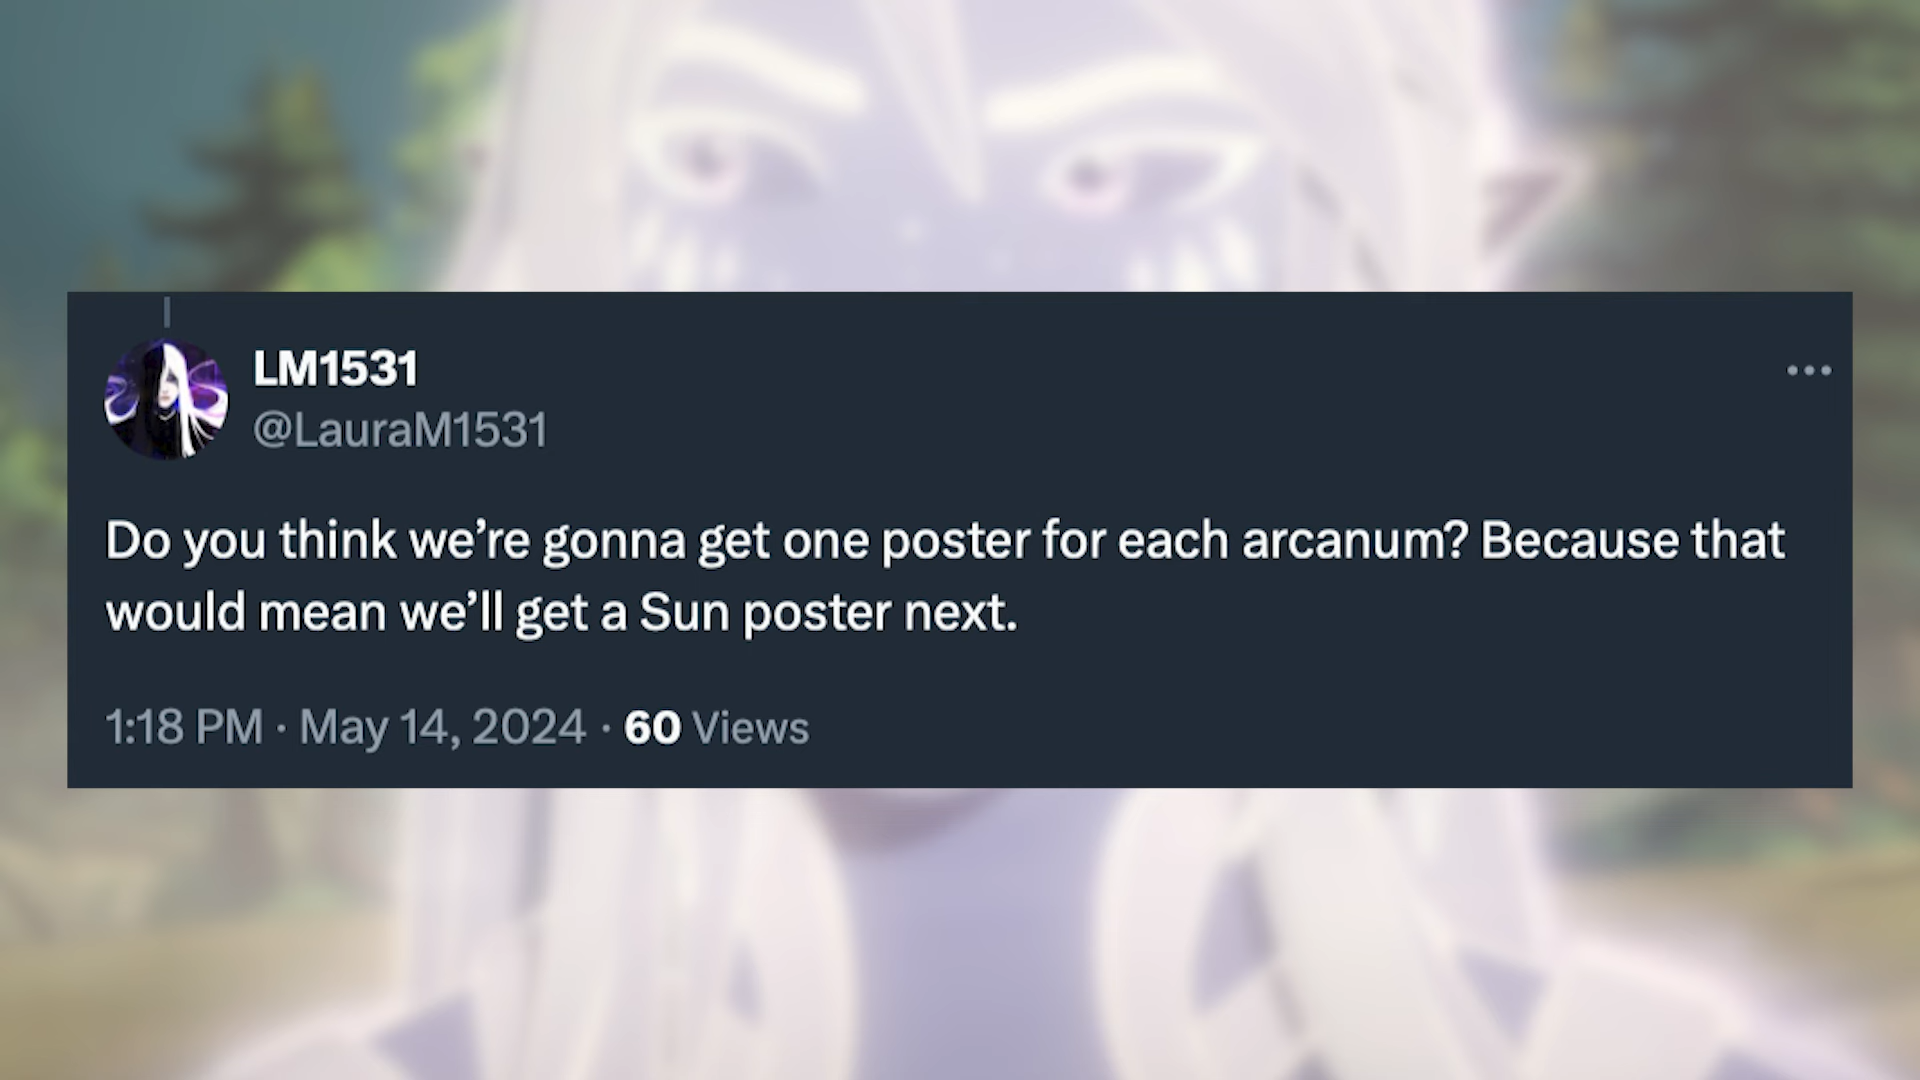 LM1531
@LauraM1531
Do you think we’re gonna get one poster for each arcanum? Because that
would mean we’ll get a Sun poster next.
1:18 PM · May 14, 2024 · 60 Views